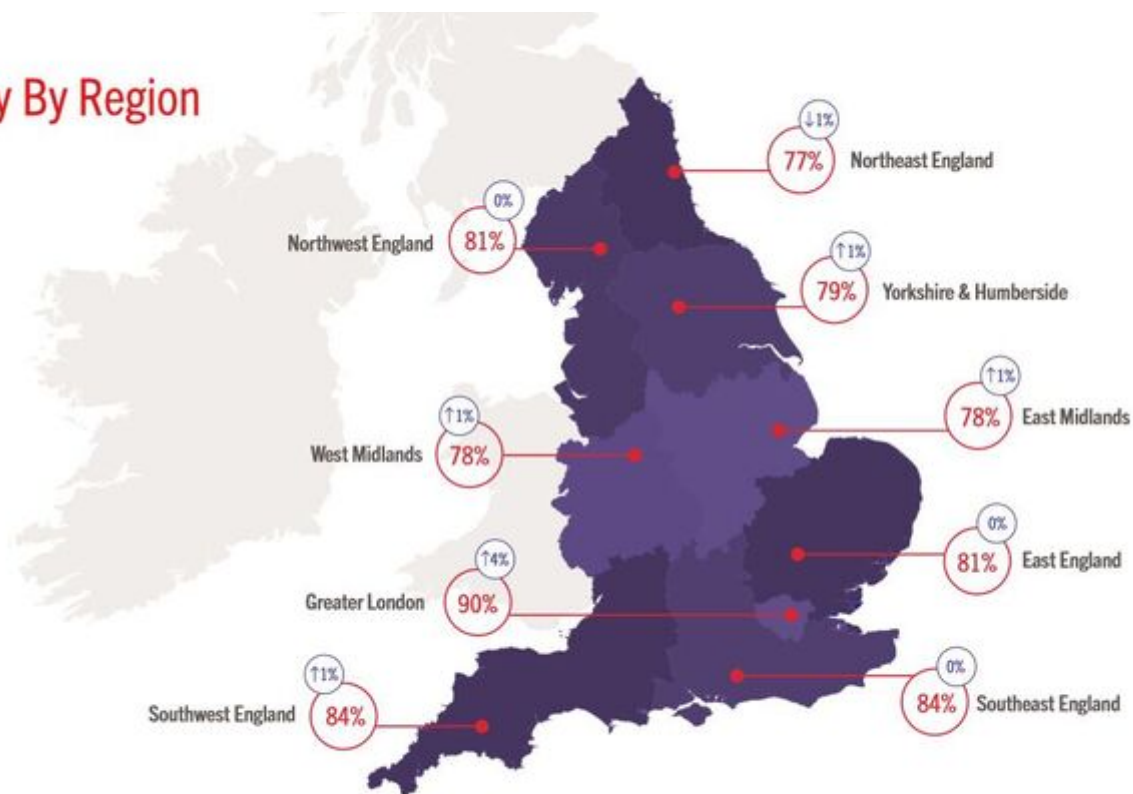 y By Region
↓1%
77% Northeast England
0%
Northwest England 81%
↑1%
79% Yorkshire & Humberside
↑1%
78% East Midlands
↑1%
West Midlands 78%
0%
81% East England
↑4%
Greater London 90%
0%
84% Southeast England
↑1%
Southwest England 84%